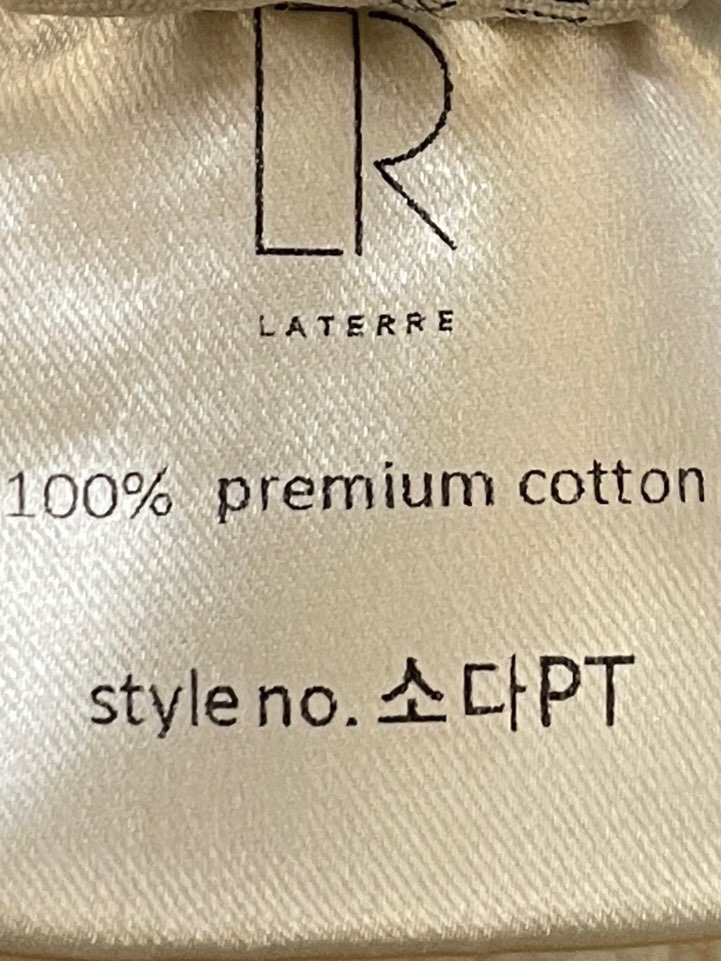 LR
LATERRE
100% premium cotton
style no. 소다PT